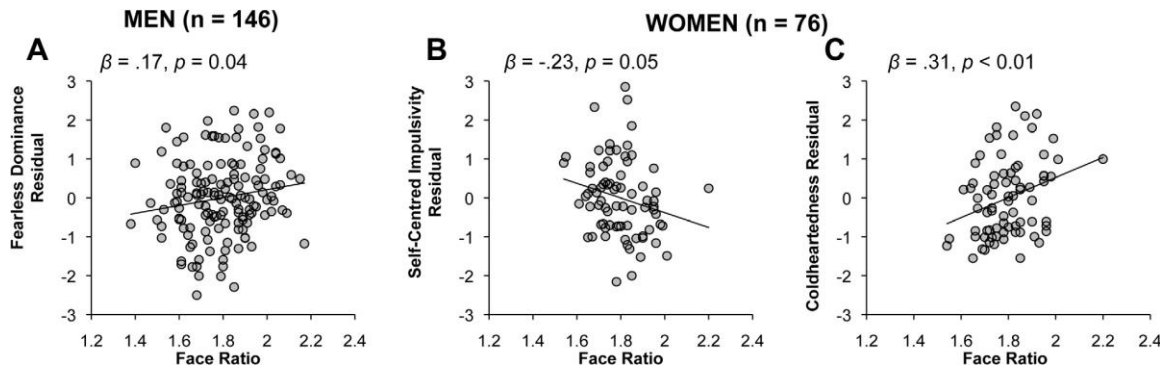 MEN (n = 146)
WOMEN (n = 76)
A
β = .17, p = 0.04
Fearless Dominance
Residual
3
2
1
0
-1
-2
-3
1.2 1.4 1.6 1.8 2.0 2.2 2.4
Face Ratio
B
β = -.23, p = 0.05
Self-Centred Impulsivity
Residual
3
2
1
0
-1
-2
-3
1.2 1.4 1.6 1.8 2.0 2.2 2.4
Face Ratio
C
β = .31, p < 0.01
Coldheartedness Residual
3
2
1
0
-1
-2
-3
1.2 1.4 1.6 1.8 2.0 2.2 2.4
Face Ratio